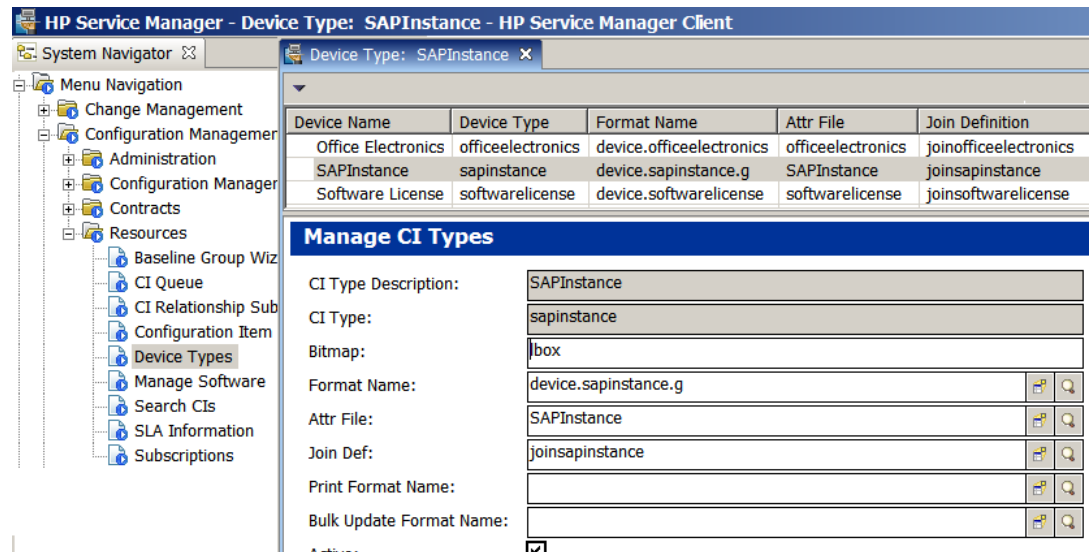 HP Service Manager - Device Type: SAPInstance - HP Service Manager Client
System Navigator
Device Type: SAPInstance
Menu Navigation
Change Management
Configuration Managemer
Administration
Configuration Manager
Contracts
Resources
Baseline Group Wiz
CI Queue
CI Relationship Sub
Configuration Item
Device Types
Manage Software
Search CIs
SLA Information
Subscriptions
Device Name Device Type Format Name Attr File Join Definition
Office Electronics officeelectronics device.officeelectronics officeelectronics joinofficeelectronics
SAPInstance sapinstance device.sapinstance.g SAPInstance joinsapinstance
Software License softwarelicense device.softwarelicense softwarelicense joinsoftwarelicense
Manage CI Types
CI Type Description: SAPInstance
CI Type: sapinstance
Bitmap: lbox
Format Name: device.sapinstance.g
Attr File: SAPInstance
Join Def: joinsapinstance
Print Format Name:
Bulk Update Format Name: